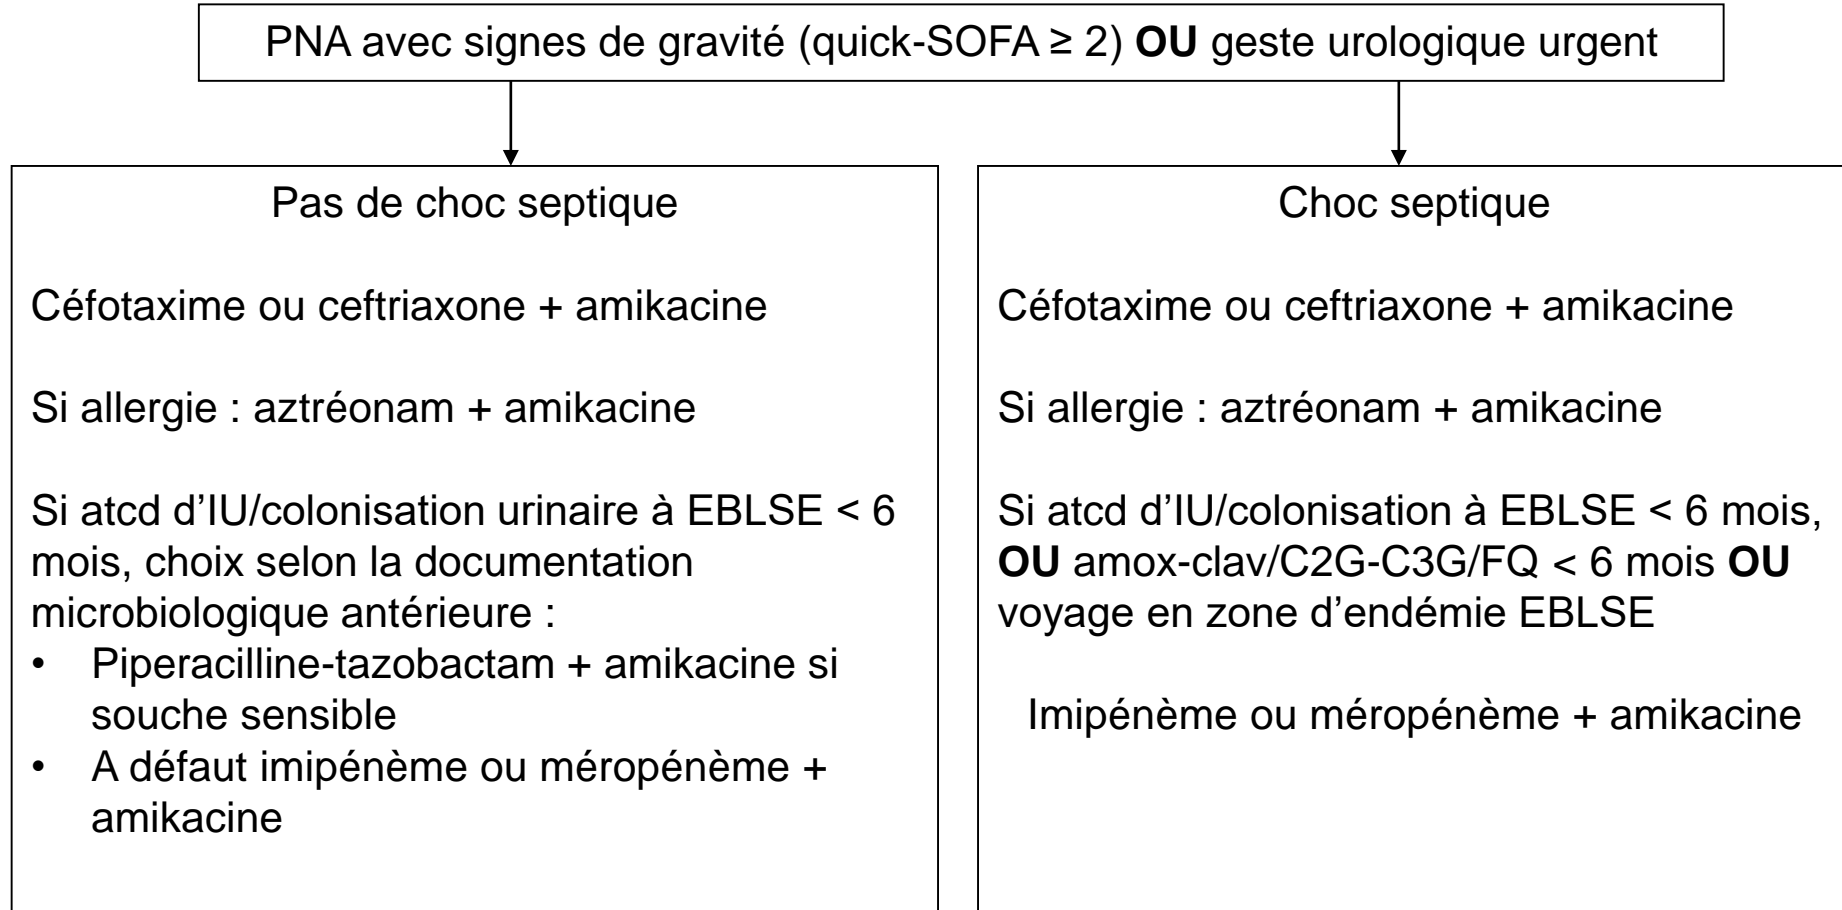 PNA avec signes de gravité (quick-SOFA ≥ 2) OU geste urologique urgent
Pas de choc septique
Céfotaxime ou ceftriaxone + amikacine
Si allergie : aztréonam + amikacine
Si atcd d’IU/colonisation urinaire à EBLSE < 6
mois, choix selon la documentation
microbiologique antérieure :
• Piperacilline-tazobactam + amikacine si
souche sensible
• A défaut imipénème ou méropénème +
amikacine
Choc septique
Céfotaxime ou ceftriaxone + amikacine
Si allergie : aztréonam + amikacine
Si atcd d’IU/colonisation à EBLSE < 6 mois,
OU amox-clav/C2G-C3G/FQ < 6 mois OU
voyage en zone d’endémie EBLSE
Imipénème ou méropénème + amikacine